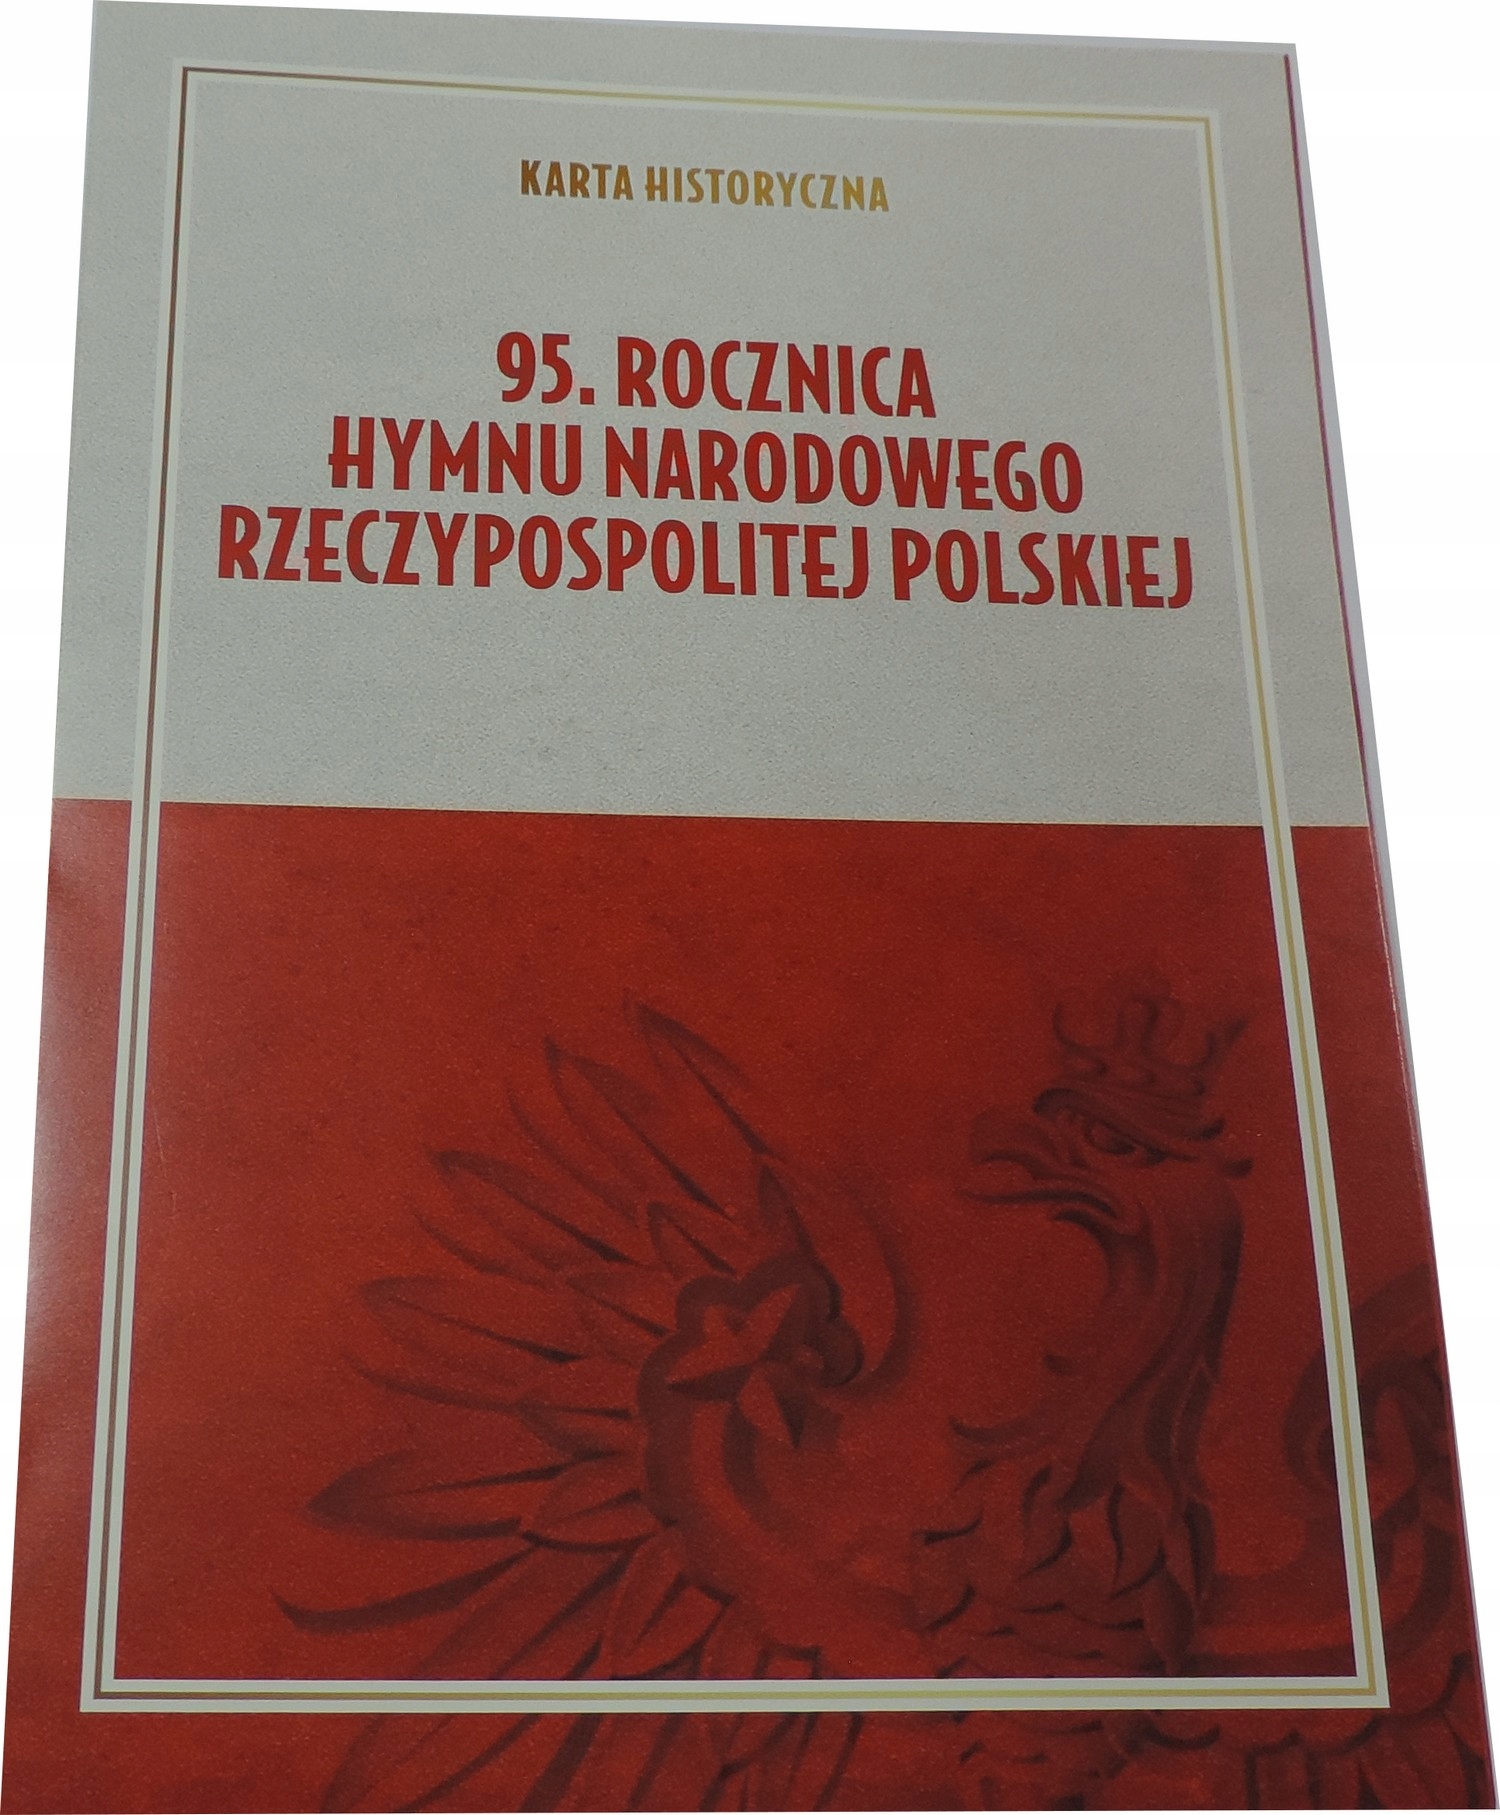 KARTA HISTORYCZNA
95. ROCZNICA
HYMNU NARODOWEGO
RZECZYPOSPOLITEJ POLSKIEJ